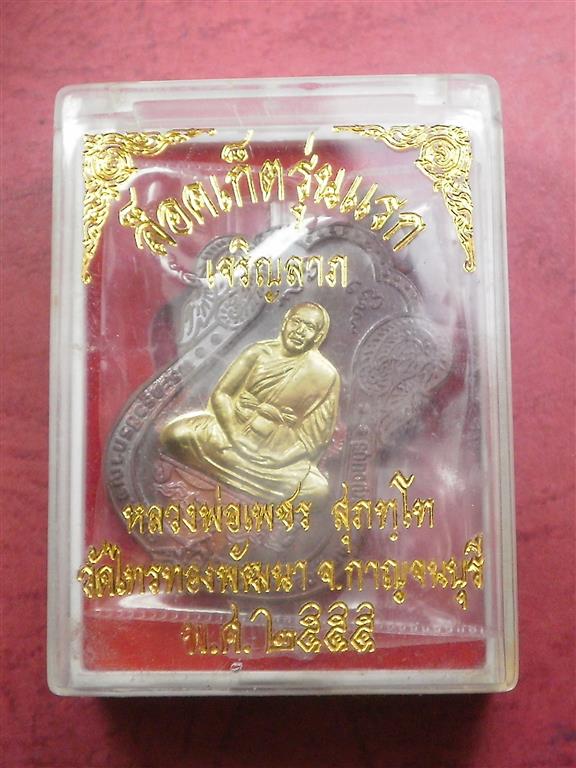 ล็อคเก็ตรุ่นแรก
เจริญลาภ
หลวงพ่อเพชร สุภทฺโท
วัดไทรทองพัฒนา จ.กาญจนบุรี
พ.ศ.๒๕๕๕